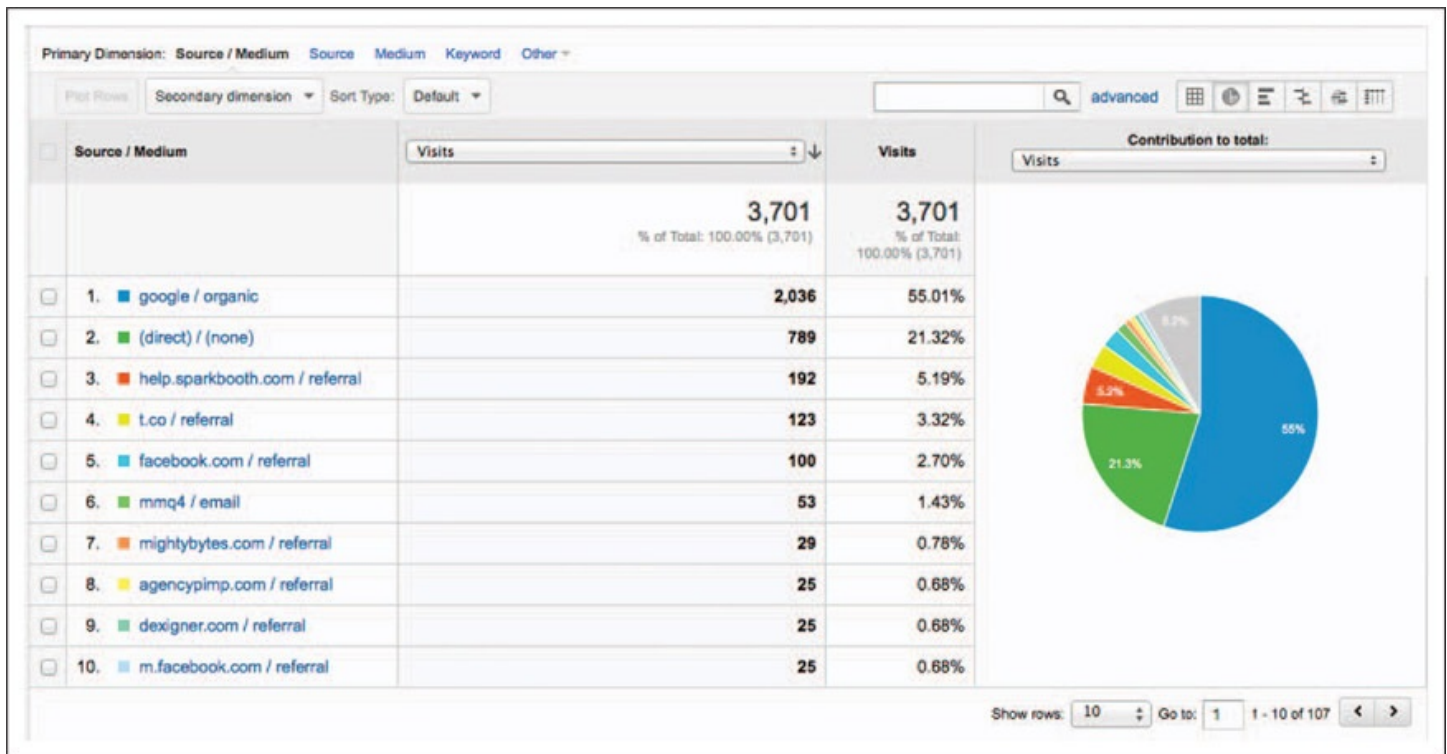 Primary Dimension: Source / Medium Source Medium Keyword Other
Plot Rows Secondary dimension Sort Type: Default advanced
Source / Medium Visits Visits Contribution to total:
Visits
3,701 3,701
% of Total: 100.00% (3,701) % of Total:
100.00% (3,701)
1. google / organic 2,036 55.01%
2. (direct) / (none) 789 21.32%
3. help.sparkbooth.com / referral 192 5.19%
4. t.co / referral 123 3.32%
5. facebook.com / referral 100 2.70%
6. mmq4 / email 53 1.43%
7. mightybytes.com / referral 29 0.78%
8. agencypimp.com / referral 25 0.68%
9. dexigner.com / referral 25 0.68%
10. m.facebook.com / referral 25 0.68%
5.2%
55%
21.3%
Show rows: 10 Go to: 1 1 - 10 of 107